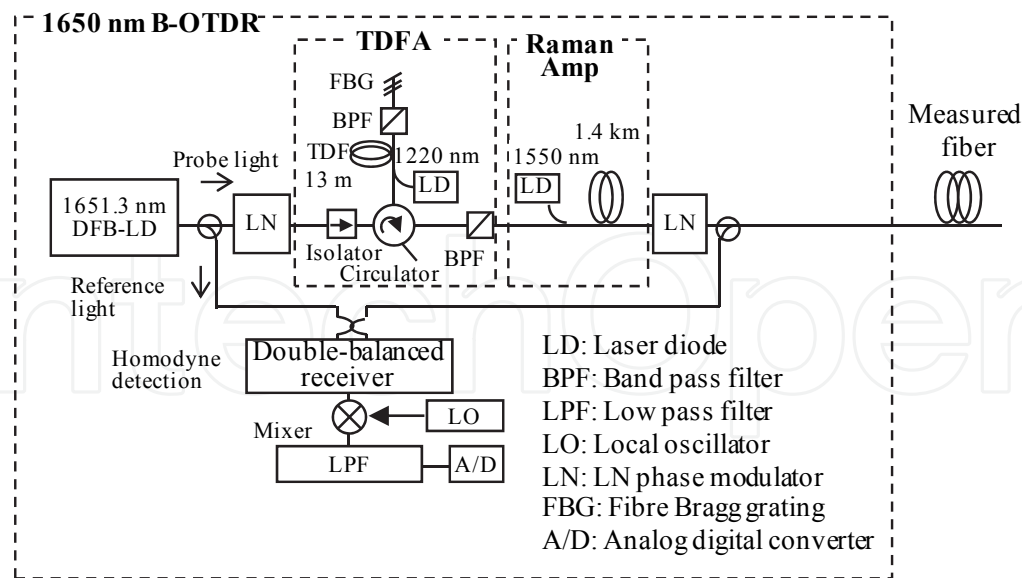 1650 nm B-OTDR
TDFA
Raman
Amp
FBG
BPF
TDF
13 m
1220 nm
LD
1.4 km
1550 nm
LD
Measured
fiber
Probe light
1651.3 nm
DFB-LD
LN
Isolator
Circulator
BPF
LN
Reference
light
Homodyne
detection
Double-balanced
receiver
Mixer
LO
LPF
A/D
LD: Laser diode
BPF: Band pass filter
LPF: Low pass filter
LO: Local oscillator
LN: LN phase modulator
FBG: Fibre Bragg grating
A/D: Analog digital converter
ntechOpen